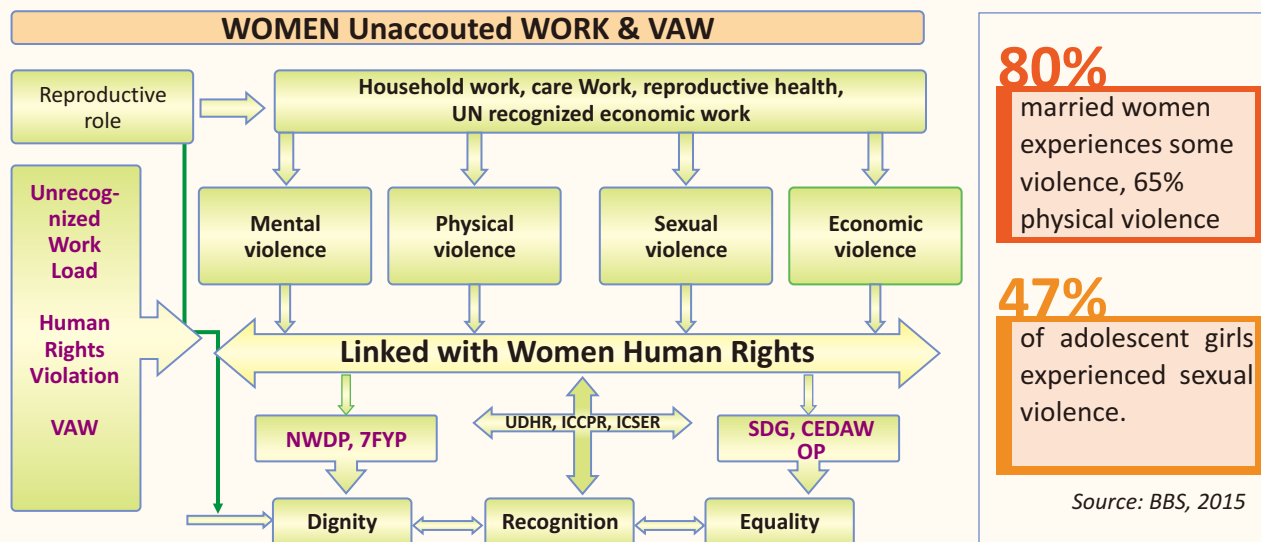 WOMEN Unaccouted WORK & VAW
Reproductive
role
Household work, care Work, reproductive health,
UN recognized economic work
Unrecog-
nized
Work
Load
Human
Rights
Violation
VAW
Mental
violence
Physical
violence
Sexual
violence
Economic
violence
Linked with Women Human Rights
NWDP, 7FYP
UDHR, ICCPR, ICSER
SDG, CEDAW
OP
Dignity
Recognition
Equality
80%
married women
experiences some
violence, 65%
physical violence
47%
of adolescent girls
experienced sexual
violence.
Source: BBS, 2015